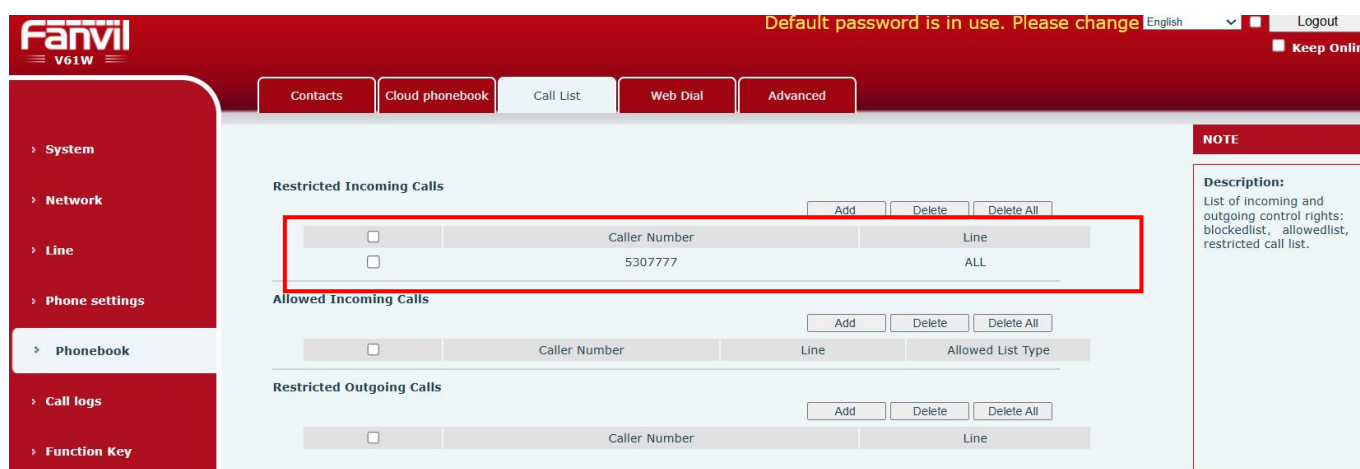 Default password is in use. Please change English Logout
Fanvil
V61W
Keep Onlin
Contacts Cloud phonebook Call List Web Dial Advanced
› System
› Network
› Line
› Phone settings
› Phonebook
› Call logs
› Function Key
Restricted Incoming Calls
Add Delete Delete All
Caller Number Line
5307777 ALL
Allowed Incoming Calls
Add Delete Delete All
Caller Number Line Allowed List Type
Restricted Outgoing Calls
Add Delete Delete All
Caller Number Line
NOTE
Description:
List of incoming and
outgoing control rights:
blockedlist, allowedlist,
restricted call list.